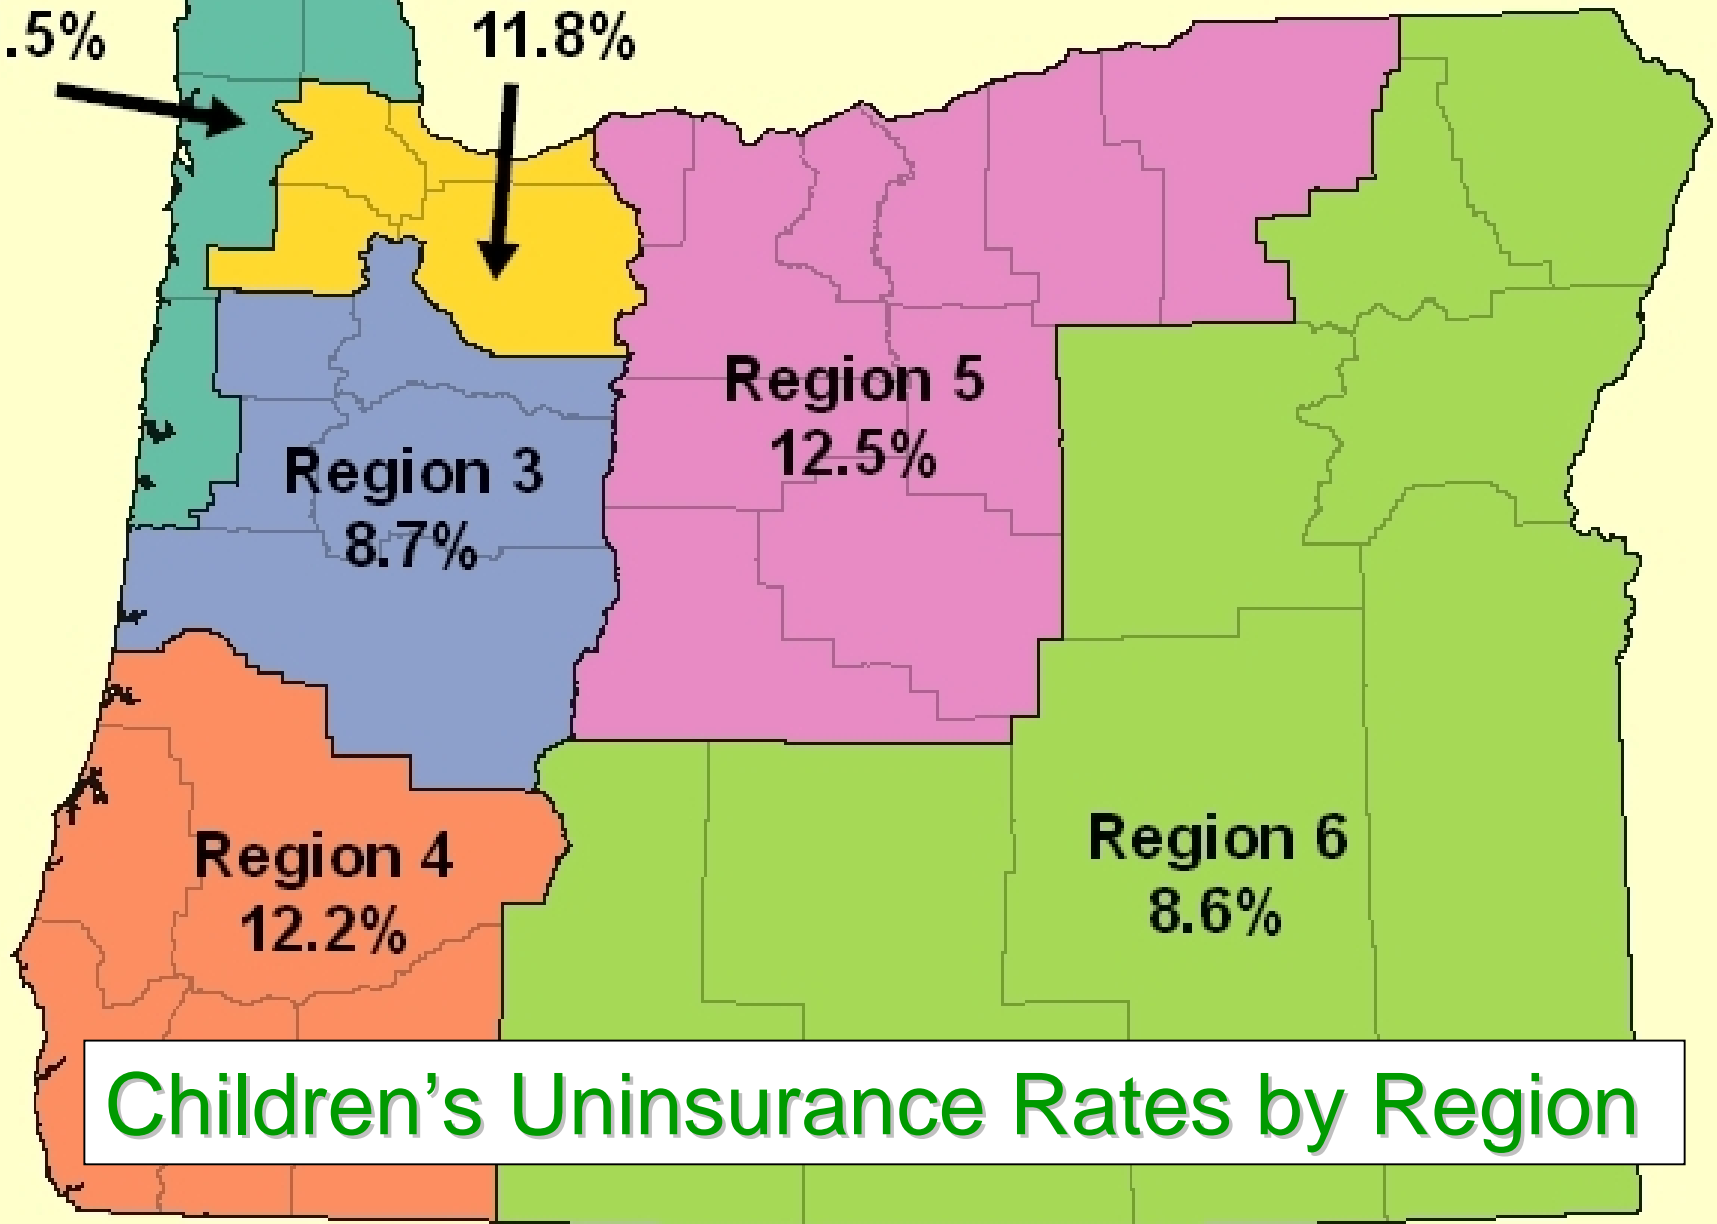 .5%
11.8%
Region 5
12.5%
Region 3
8.7%
Region 6
8.6%
Region 4
12.2%
Children’s Uninsurance Rates by Region